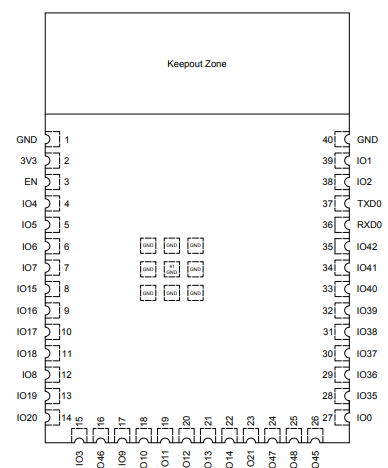 Keepout Zone
GND 1
40 GND
3V3 2
39 IO1
EN 3
38 IO2
IO4 4
37 TXD0
IO5 5
36 RXD0
IO6 6
35 IO42
IO7 7
34 IO41
IO15 8
33 IO40
IO16 9
32 IO39
IO17 10
31 IO38
IO18 11
30 IO37
IO8 12
29 IO36
IO19 13
28 IO35
IO20 14
27 IO0
GND GND GND
GND 41 GND GND
GND GND GND
15 IO3
16 IO46
17 IO9
18 IO10
19 IO11
20 IO12
21 IO13
22 IO14
23 IO21
24 IO47
25 IO48
26 IO45